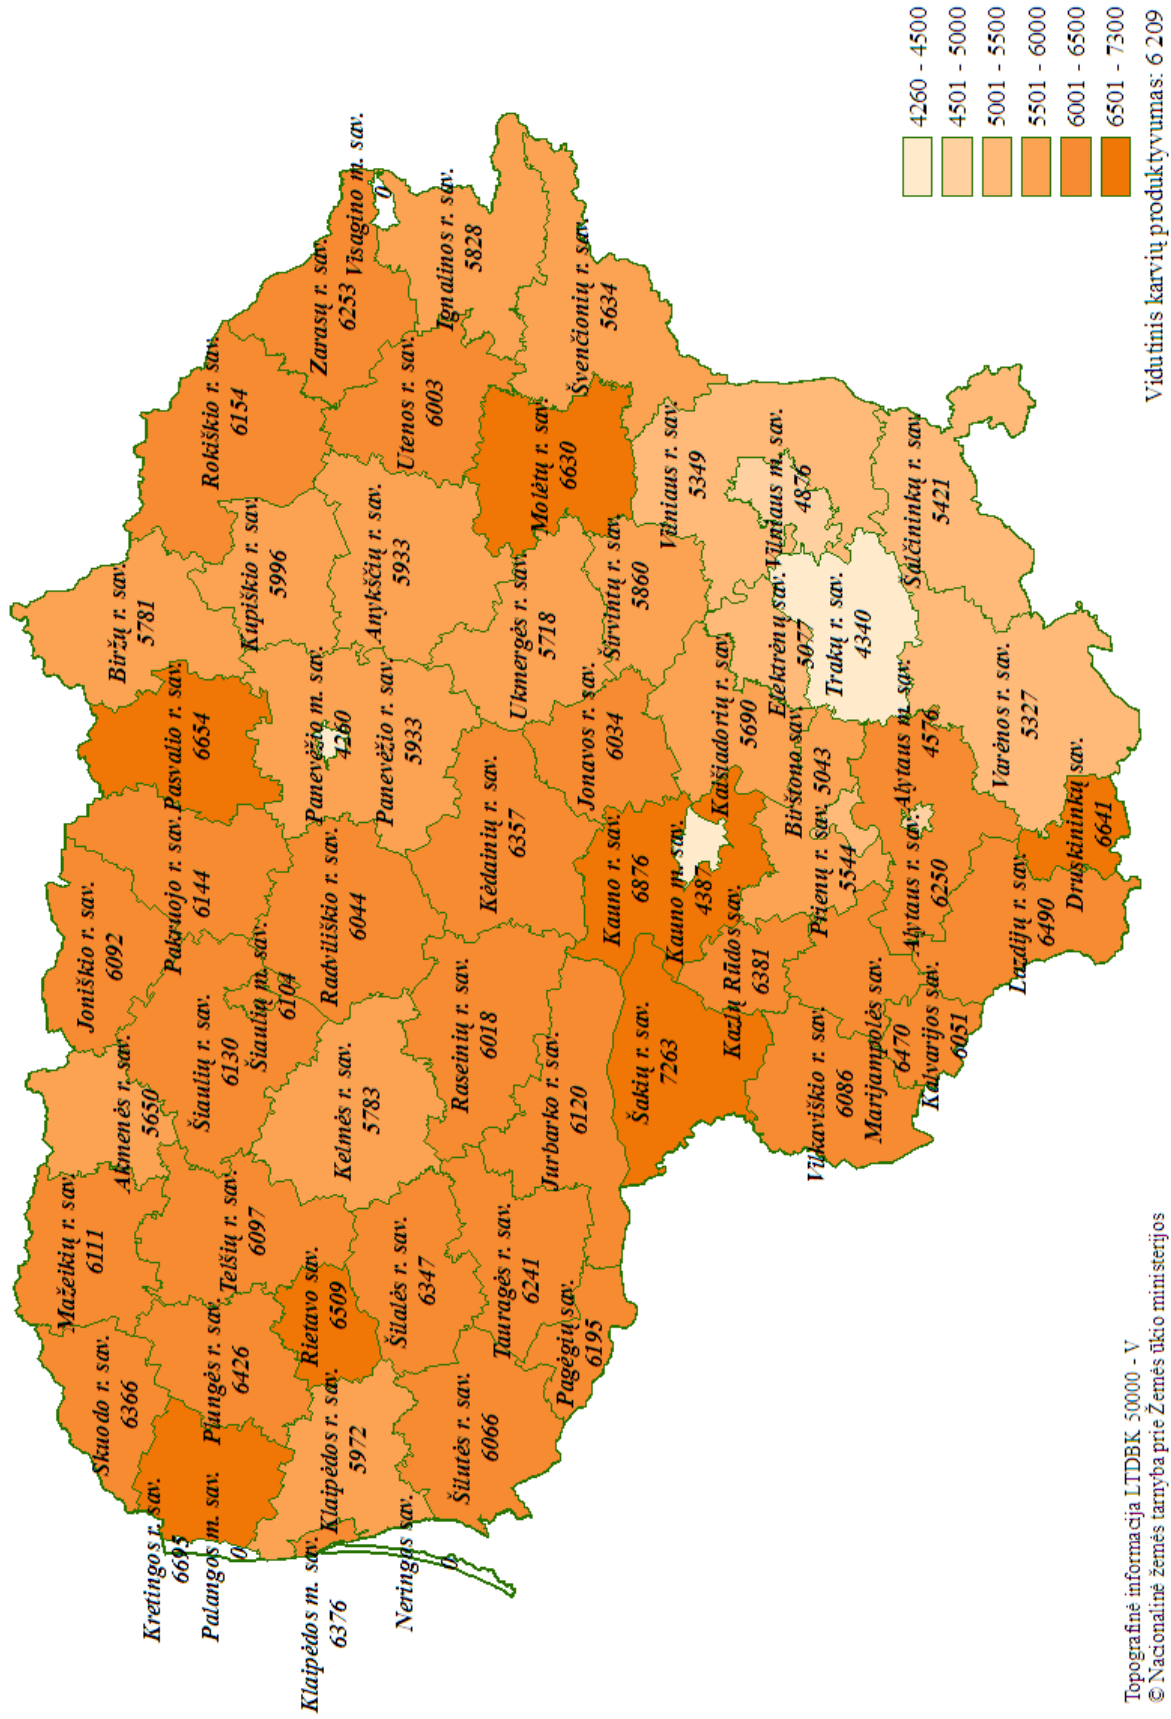 Mažeikių r. sav.
6111
Akmenės r. sav.
5650
Joniškio r. sav.
6092
Skuodo r. sav.
6366
Biržų r. sav.
5781
Pasvalio r. sav.
6654
Pakruojo r. sav.
6144
Rokiškio r. sav.
6154
Kretingos r. sav.
6695
Palangos m. sav.
0
Plungės r. sav.
6426
Telšių r. sav.
6097
Šiaulių r. sav.
6130
Šiaulių m. sav.
6104
Kupiškio r. sav.
5996
Zarasų r. sav.
6253
Visagino m. sav.
0
Panevėžio m. sav.
4260
Radviliškio r. sav.
6044
Kelmės r. sav.
5783
Rietavo sav.
6509
Klaipėdos r. sav.
5972
Klaipėdos m. sav.
6376
Anykščių r. sav.
5933
Utenos r. sav.
6003
Ignalinos r. sav.
5828
Panevėžio r. sav.
5933
Šilalės r. sav.
6347
Neringos sav.
0
Šilutės r. sav.
6066
Raseinių r. sav.
6018
Kėdainių r. sav.
6357
Ukmergės r. sav.
5718
Molėtų r. sav.
6630
Švenčionių r. sav.
5634
Tauragės r. sav.
6241
Jurbarko r. sav.
6120
Pagėgių sav.
6195
Jonavos r. sav.
6034
Širvintų r. sav.
5860
Kauno r. sav.
6876
Šakių r. sav.
7263
Kauno m. sav.
4387
Vilniaus r. sav.
5349
Kaišiadorių r. sav.
5690
Kazlų Rūdos sav.
6381
Elektrėnų sav.
5077
Vilniaus m. sav.
4876
Birštono sav. 5043
Prienų r. sav.
5544
Trakų r. sav.
4340
Vilkaviškio r. sav.
6086
Marijampolės sav.
6470
Alytaus m. sav.
4576
Alytaus r. sav.
6250
Šalčininkų r. sav.
5421
Kalvarijos sav.
6051
Varėnos r. sav.
5327
Lazdijų r. sav.
6490
Druskininkų sav.
6641
4260 - 4500
4501 - 5000
5001 - 5500
5501 - 6000
6001 - 6500
6501 - 7300
Vidutinis karvių produktyvumas: 6 209
Topografinė informacija LTDBK 50000 - V
© Nacionalinė žemės tarnyba prie Žemės ūkio ministerijos